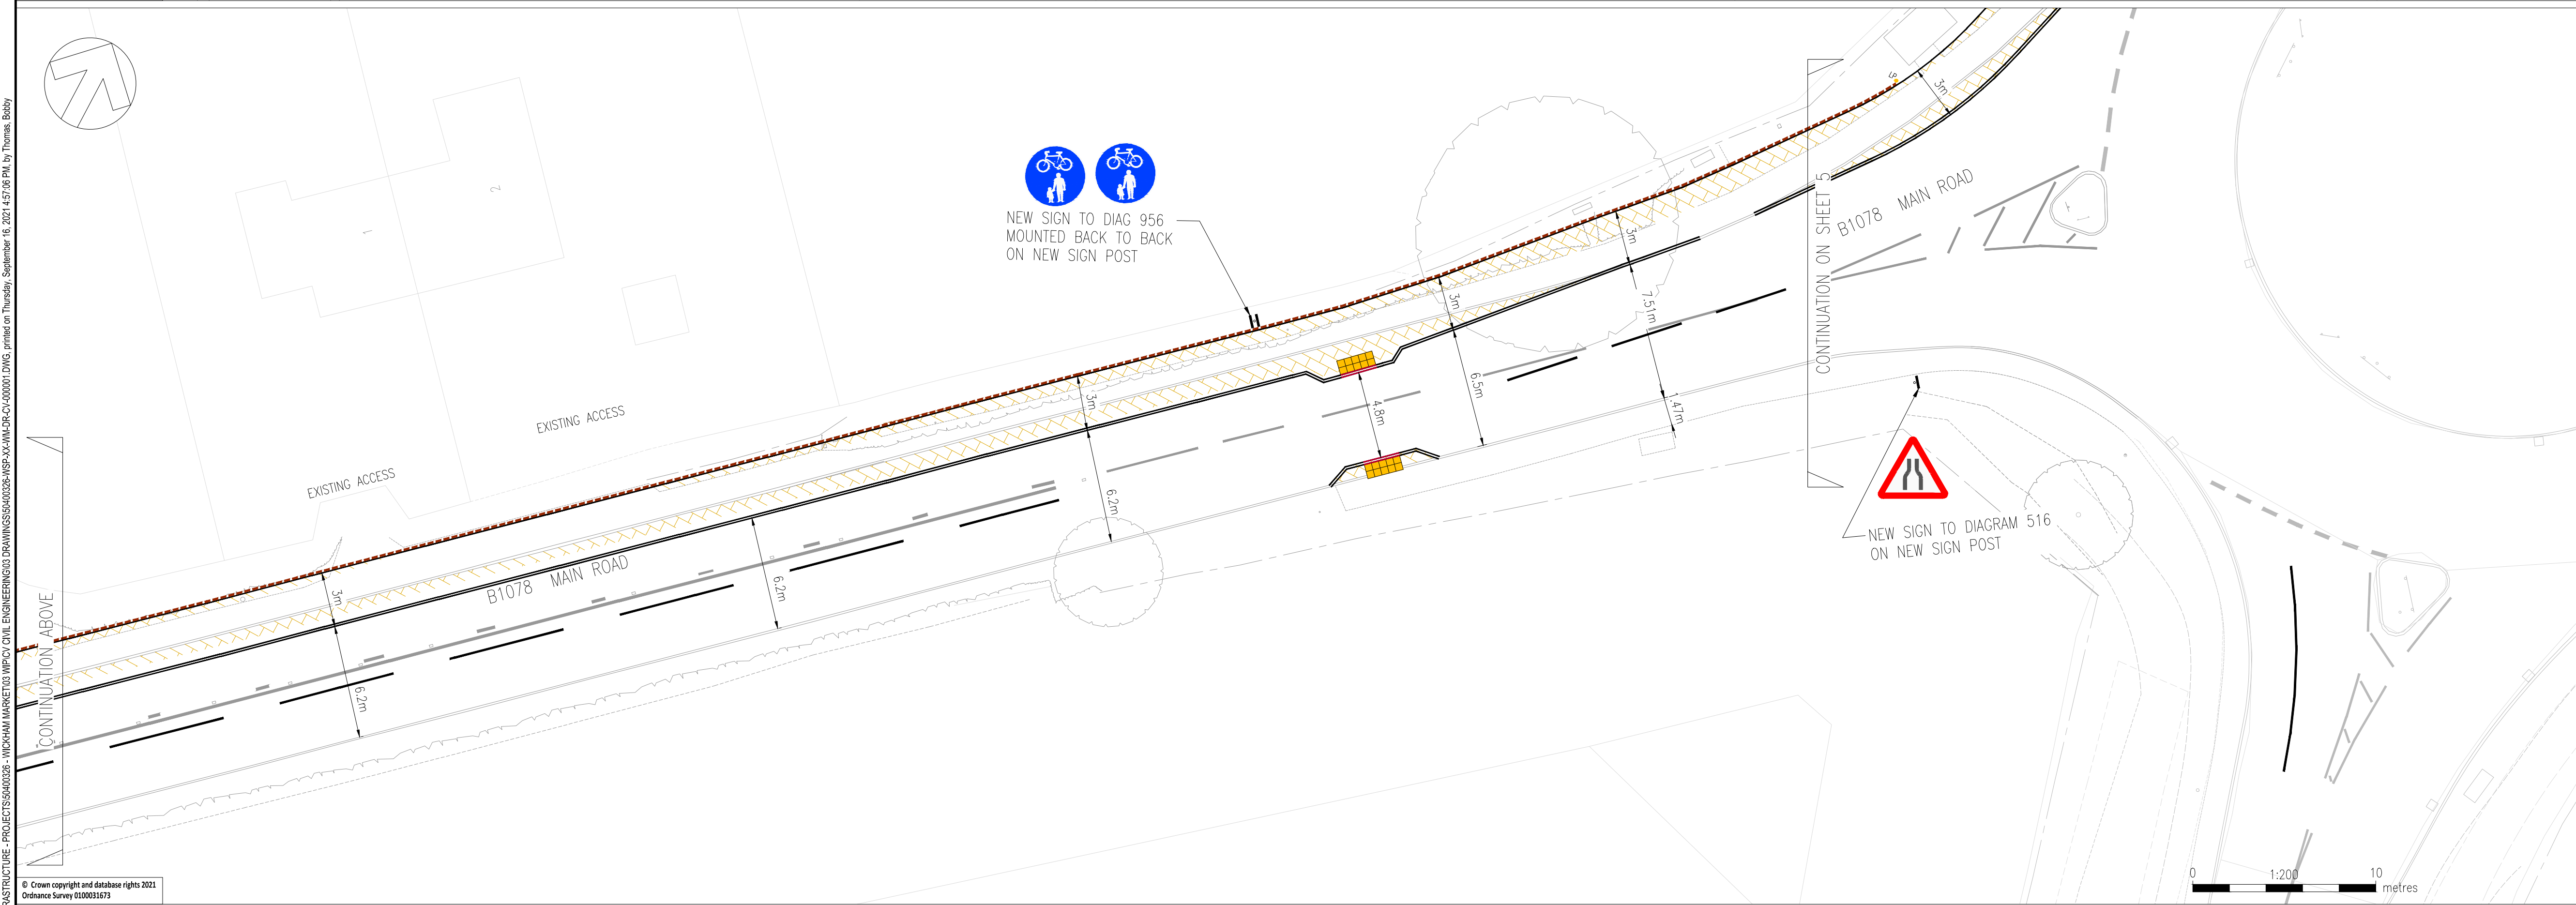 RASTRUCTURE - PROJECTS\50400326 - WICKHAM MARKET\03 WIP\CV CIVIL ENGINEERING\03 DRAWINGS\50400326-WSP-XX-WM-DR-CV-000001.DWG, printed on Thursday, September 16, 2021 4:57:06 PM, by Thomas, Bobby
NEW SIGN TO DIAG 956
MOUNTED BACK TO BACK
ON NEW SIGN POST
1
2
EXISTING ACCESS
EXISTING ACCESS
CONTINUATION ABOVE
B1078 MAIN ROAD
3m
6.2m
6.2m
3m
6.2m
4.8m
3m
6.5m
3m
7.51m
1.47m
3m
CONTINUATION ON SHEET 5
B1078 MAIN ROAD
NEW SIGN TO DIAGRAM 516
ON NEW SIGN POST
© Crown copyright and database rights 2021
Ordnance Survey 0100031673
0 1:200 10
metres